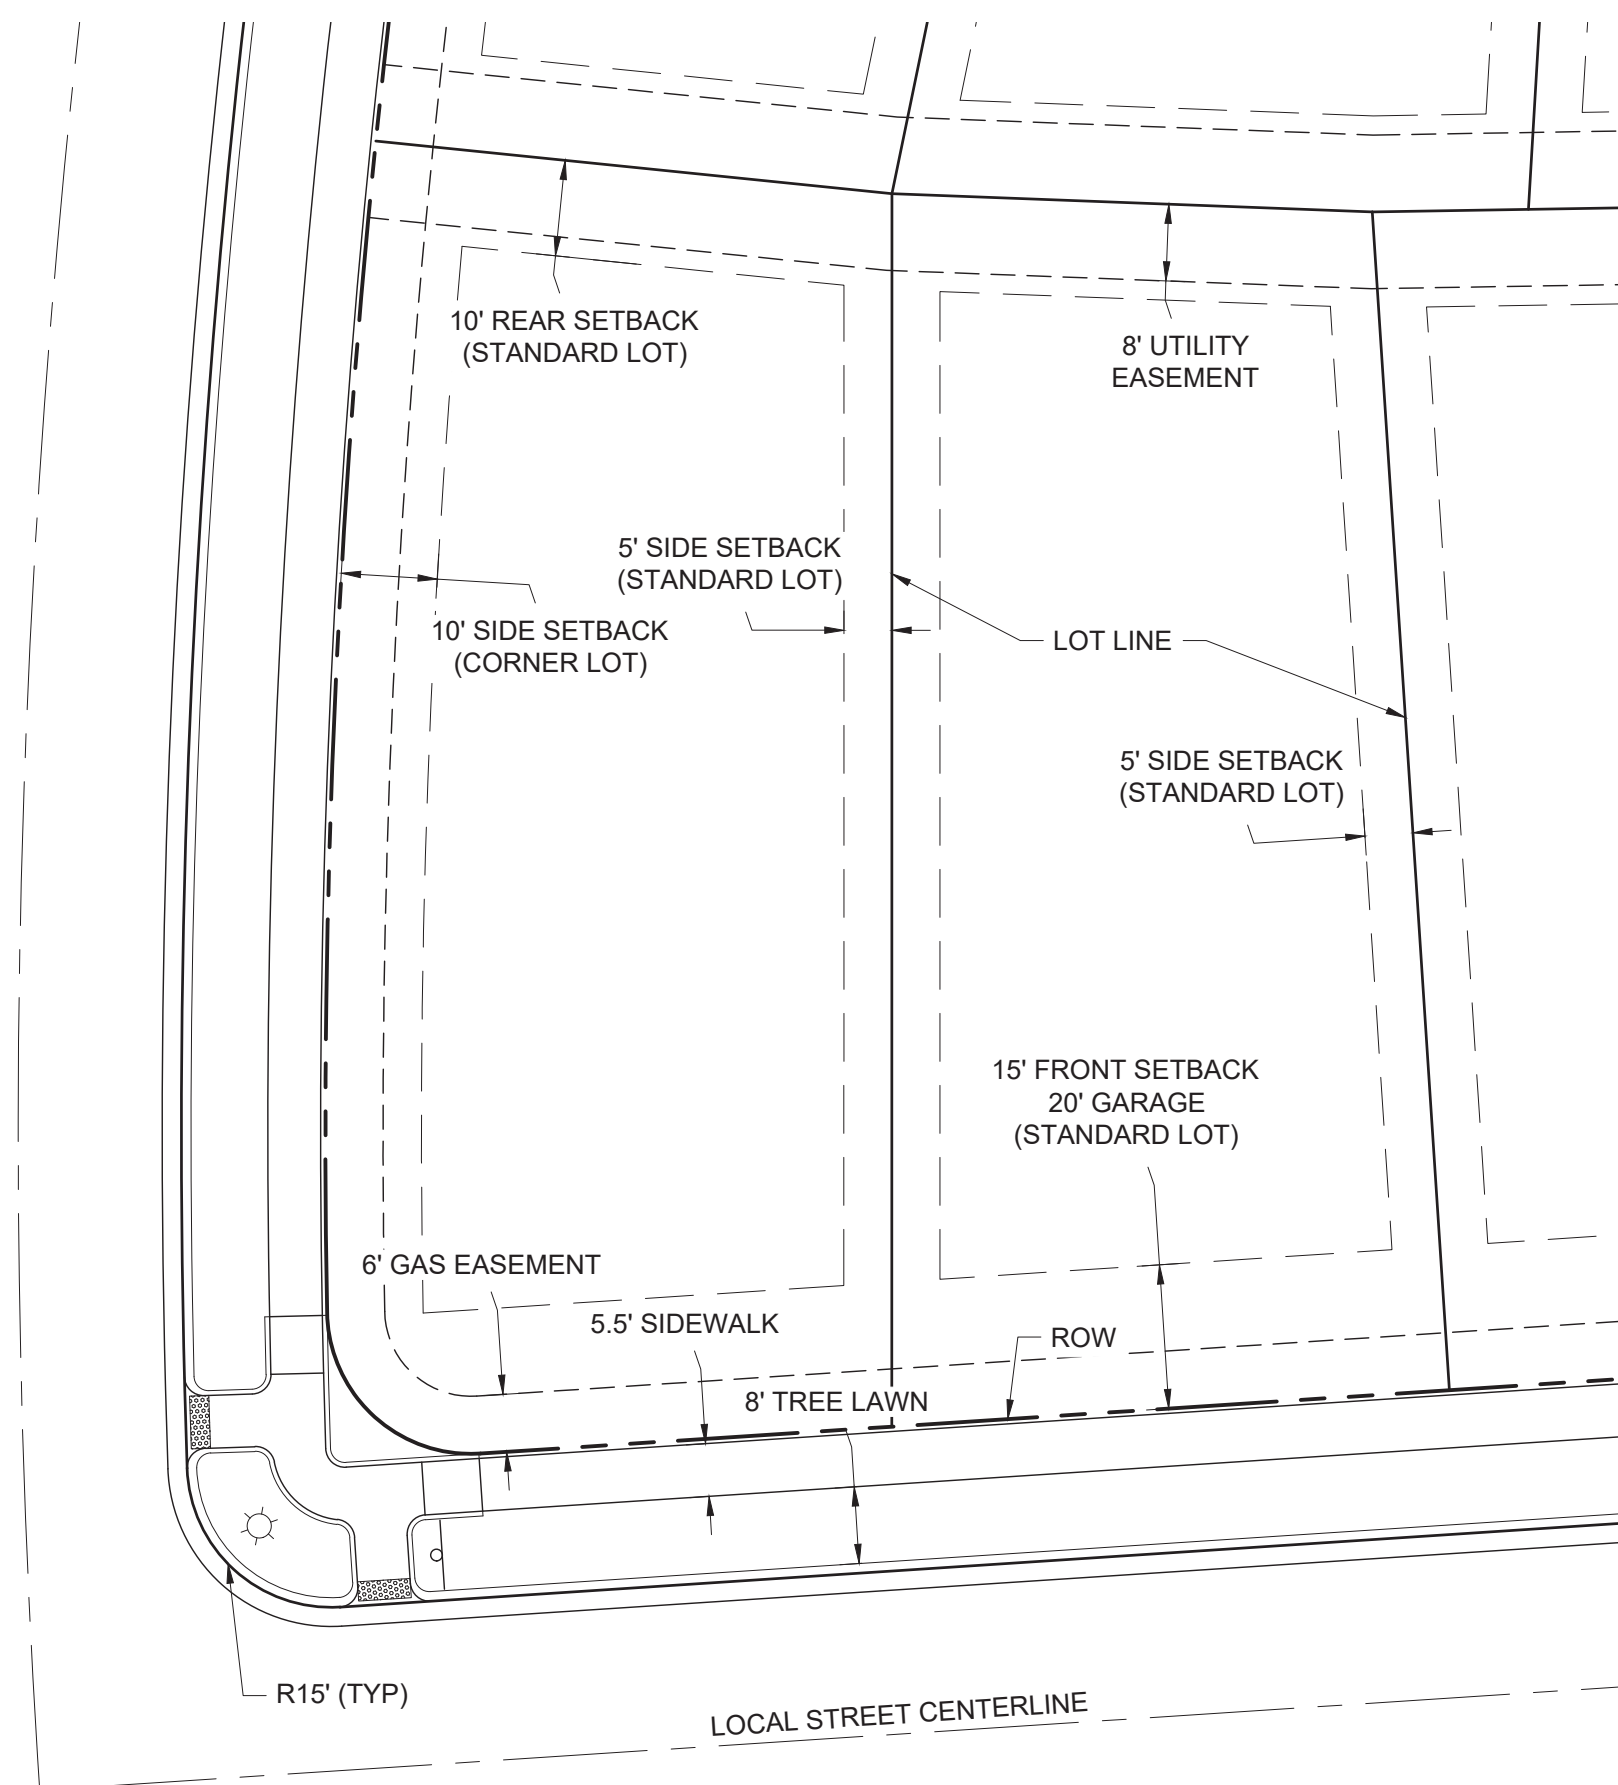 10' REAR SETBACK
(STANDARD LOT)
8' UTILITY
EASEMENT
5' SIDE SETBACK
(STANDARD LOT)
10' SIDE SETBACK
(CORNER LOT)
LOT LINE
5' SIDE SETBACK
(STANDARD LOT)
15' FRONT SETBACK
20' GARAGE
(STANDARD LOT)
6' GAS EASEMENT
5.5' SIDEWALK
ROW
8' TREE LAWN
R15' (TYP)
LOCAL STREET CENTERLINE